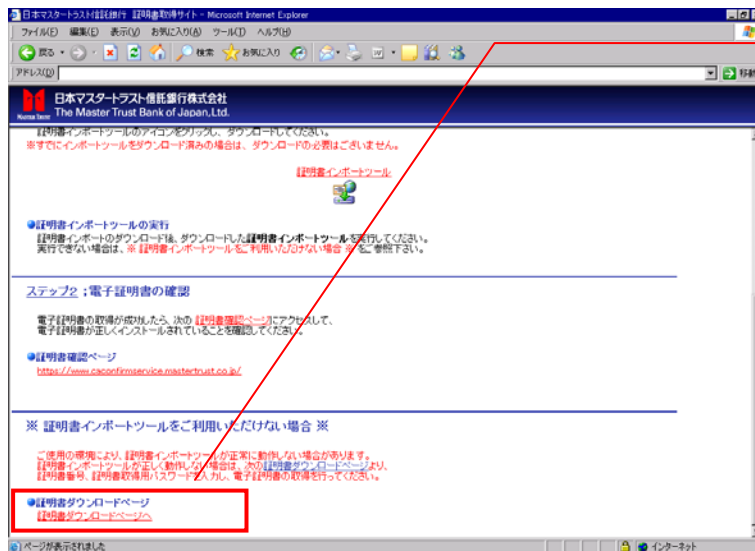 日本マスタートラスト信託銀行 証明書取得サイト - Microsoft Internet Explorer
ファイル(F) 編集(E) 表示(V) お気に入り(A) ツール(T) ヘルプ(H)
戻る 検索 お気に入り
アドレス(D) 移動
日本マスタートラスト信託銀行株式会社
The Master Trust Bank of Japan,Ltd.
証明書インポートツールのアイコンをクリックし、ダウンロードしてください。
※すでにインポートツールをダウンロード済みの場合は、ダウンロードの必要はございません。
証明書インポートツール
証明書インポートツールの実行
証明書インポートのダウンロード後、ダウンロードした証明書インポートツールを実行してください。
実行できない場合は、※ 証明書インポートツールをご利用いただけない場合 ※ をご参照下さい。
ステップ2 ;電子証明書の確認
電子証明書の取得が成功したら、次の 証明書確認ページにアクセスして、
電子証明書が正しくインストールされていることを確認してください。
証明書確認ページ
https://www.caconfirmservice.mastertrust.co.jp/
※ 証明書インポートツールをご利用いただけない場合 ※
ご使用の環境により、証明書インポートツールが正常に動作しない場合があります。
証明書インポートツールが正しく動作しない場合は、次の証明書ダウンロードページより、
証明書番号、証明書取得用パスワードを入力し、電子証明書の取得を行ってください。
証明書ダウンロードページ
証明書ダウンロードページへ
ページが表示されました インターネット